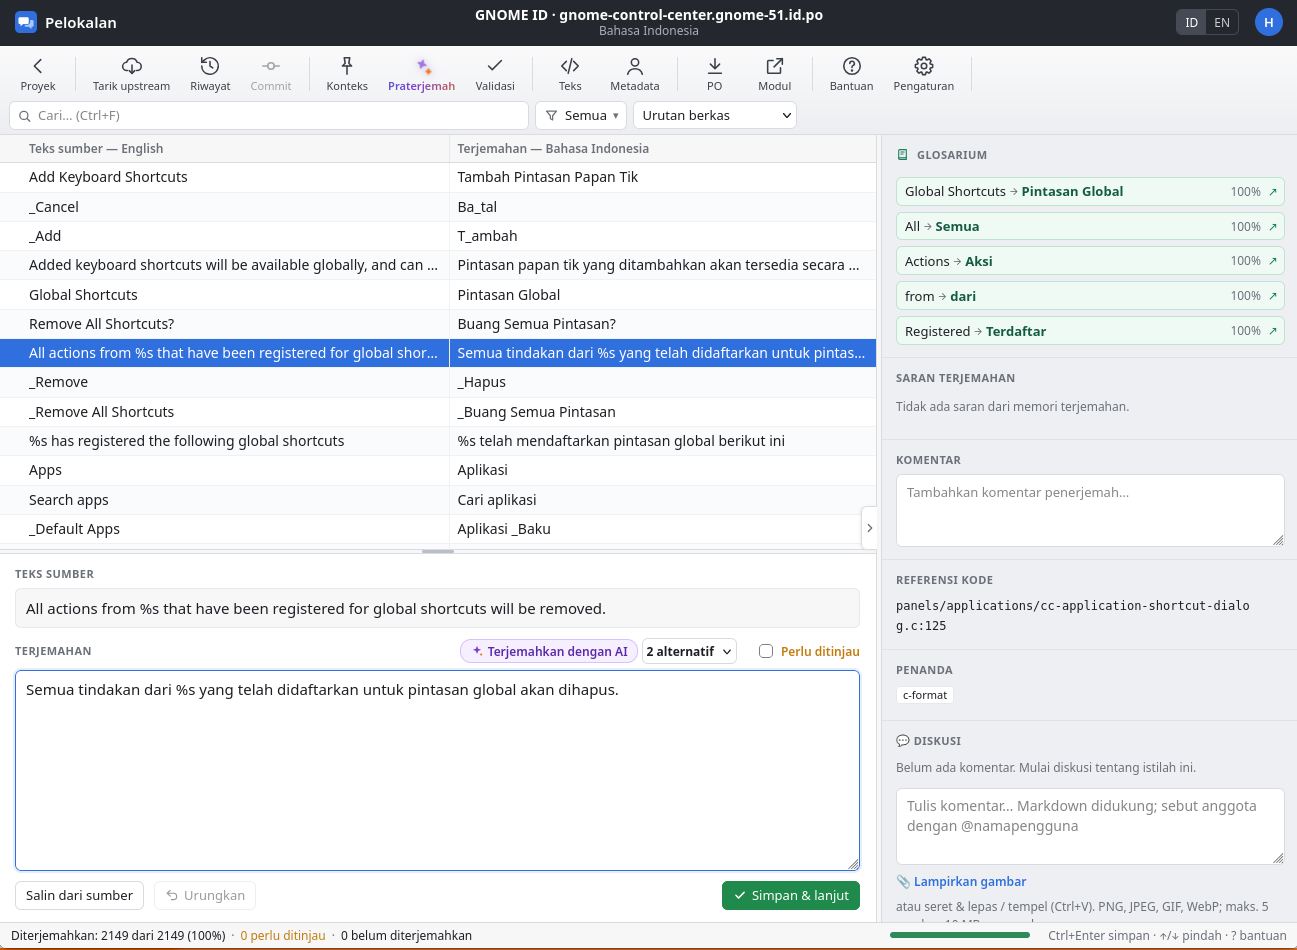 Pelokalan
GNOME ID · gnome-control-center.gnome-51.id.po
Bahasa Indonesia
ID EN H
Proyek Tarik upstream Riwayat Commit Konteks Praterjemah Validasi Teks Metadata PO Modul Bantuan Pengaturan
Cari... (Ctrl+F) Semua ▾ Urutan berkas
Teks sumber — English Terjemahan — Bahasa Indonesia
Add Keyboard Shortcuts Tambah Pintasan Papan Tik
_Cancel Ba_tal
_Add T_ambah
Added keyboard shortcuts will be available globally, and can ... Pintasan papan tik yang ditambahkan akan tersedia secara ...
Global Shortcuts Pintasan Global
Remove All Shortcuts? Buang Semua Pintasan?
All actions from %s that have been registered for global shor... Semua tindakan dari %s yang telah didaftarkan untuk pintas...
_Remove _Hapus
_Remove All Shortcuts _Buang Semua Pintasan
%s has registered the following global shortcuts %s telah mendaftarkan pintasan global berikut ini
Apps Aplikasi
Search apps Cari aplikasi
_Default Apps Aplikasi _Baku
TEKS SUMBER
All actions from %s that have been registered for global shortcuts will be removed.
TERJEMAHAN Terjemahkan dengan AI 2 alternatif Perlu ditinjau
Semua tindakan dari %s yang telah didaftarkan untuk pintasan global akan dihapus.
Salin dari sumber Urungkan Simpan & lanjut
GLOSARIUM
Global Shortcuts → Pintasan Global 100% ↗
All → Semua 100% ↗
Actions → Aksi 100% ↗
from → dari 100% ↗
Registered → Terdaftar 100% ↗
SARAN TERJEMAHAN
Tidak ada saran dari memori terjemahan.
KOMENTAR
Tambahkan komentar penerjemah...
REFERENSI KODE
panels/applications/cc-application-shortcut-dialo
g.c:125
PENANDA
c-format
DISKUSI
Belum ada komentar. Mulai diskusi tentang istilah ini.
Tulis komentar... Markdown didukung; sebut anggota
dengan @namapengguna
Lampirkan gambar
atau seret & lepas / tempel (Ctrl+V). PNG, JPEG, GIF, WebP; maks. 5
Diterjemahkan: 2149 dari 2149 (100%) · 0 perlu ditinjau · 0 belum diterjemahkan
Ctrl+Enter simpan · ↑/↓ pindah · ? bantuan